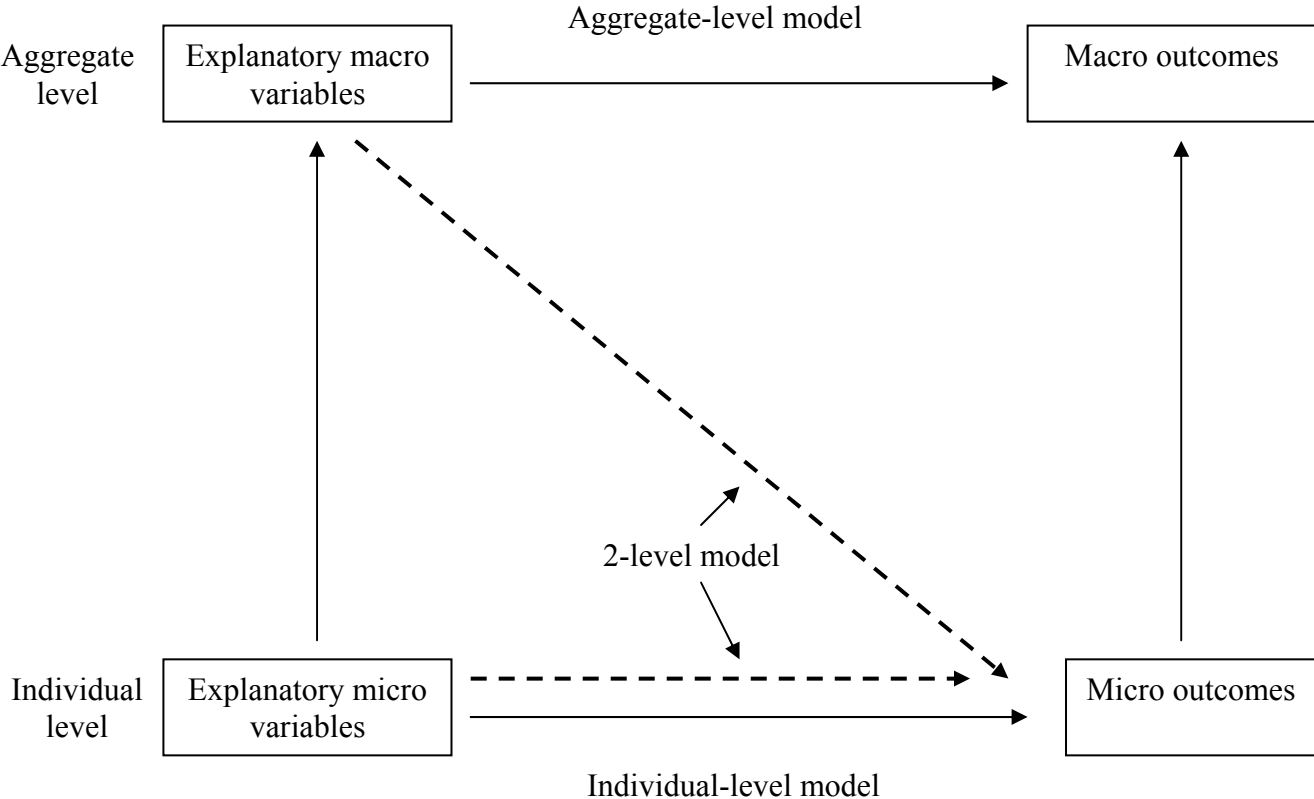 Aggregate-level model
Aggregate
level
Explanatory macro
variables
Macro outcomes
2-level model
Individual
level
Explanatory micro
variables
Micro outcomes
Individual-level model